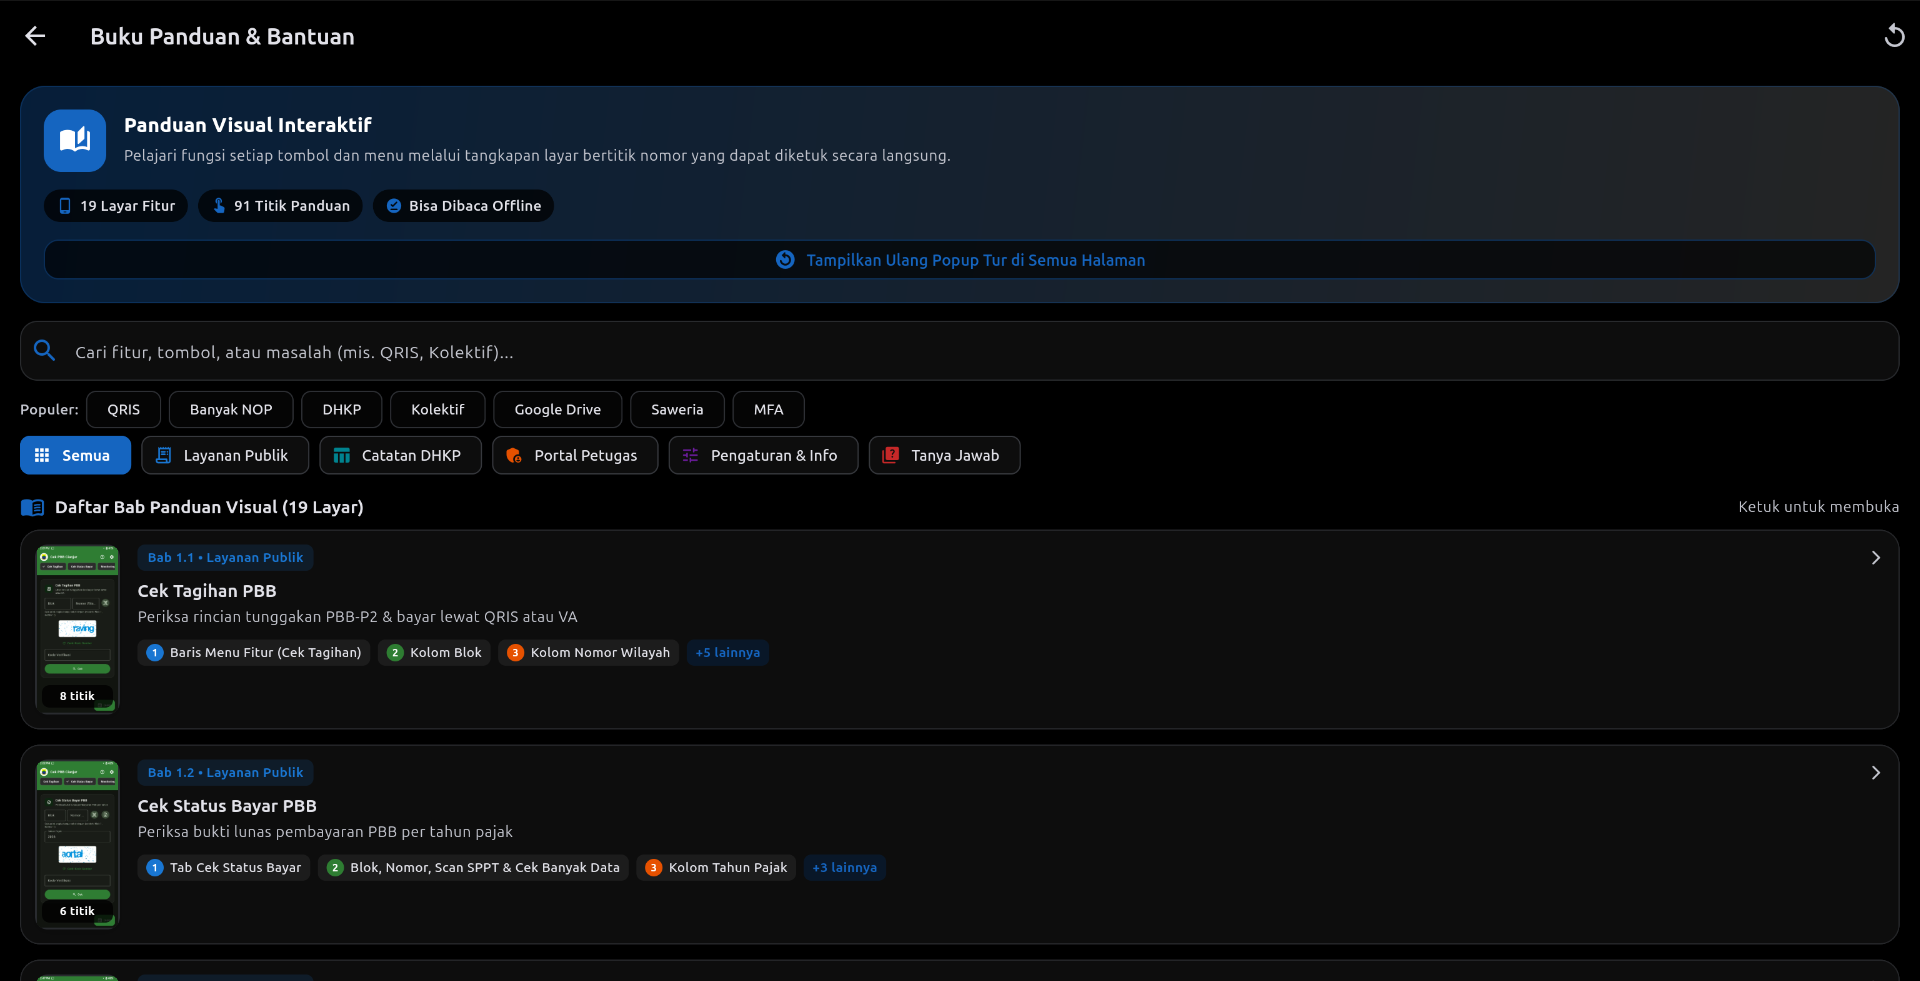 Buku Panduan & Bantuan
Panduan Visual Interaktif
Pelajari fungsi setiap tombol dan menu melalui tangkapan layar bertitik nomor yang dapat diketuk secara langsung.
19 Layar Fitur
91 Titik Panduan
Bisa Dibaca Offline
Tampilkan Ulang Popup Tur di Semua Halaman
Cari fitur, tombol, atau masalah (mis. QRIS, Kolektif)...
Populer: QRIS Banyak NOP DHKP Kolektif Google Drive Saweria MFA
Semua Layanan Publik Catatan DHKP Portal Petugas Pengaturan & Info Tanya Jawab
Daftar Bab Panduan Visual (19 Layar)
Ketuk untuk membuka
Bab 1.1 • Layanan Publik
Cek Tagihan PBB
Periksa rincian tunggakan PBB-P2 & bayar lewat QRIS atau VA
1 Baris Menu Fitur (Cek Tagihan) 2 Kolom Blok 3 Kolom Nomor Wilayah +5 lainnya
8 titik
Bab 1.2 • Layanan Publik
Cek Status Bayar PBB
Periksa bukti lunas pembayaran PBB per tahun pajak
1 Tab Cek Status Bayar 2 Blok, Nomor, Scan SPPT & Cek Banyak Data 3 Kolom Tahun Pajak +3 lainnya
6 titik